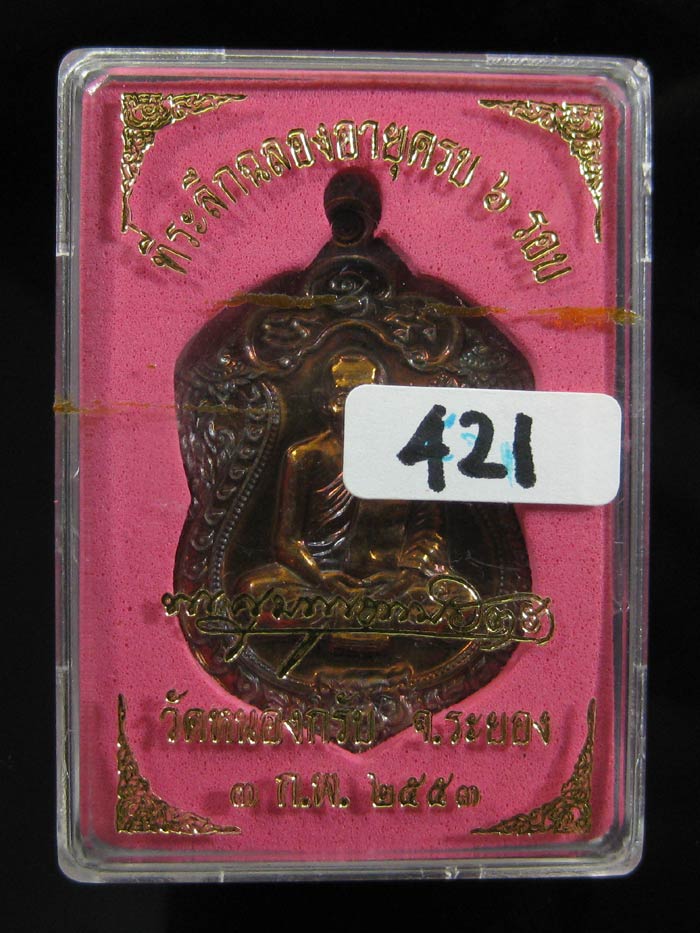 ที่ระลึกฉลองอายุครบ ๖ รอบ
421
วัดหนองกรับ จ.ระยอง
๓ ก.พ. ๒๕๕๓